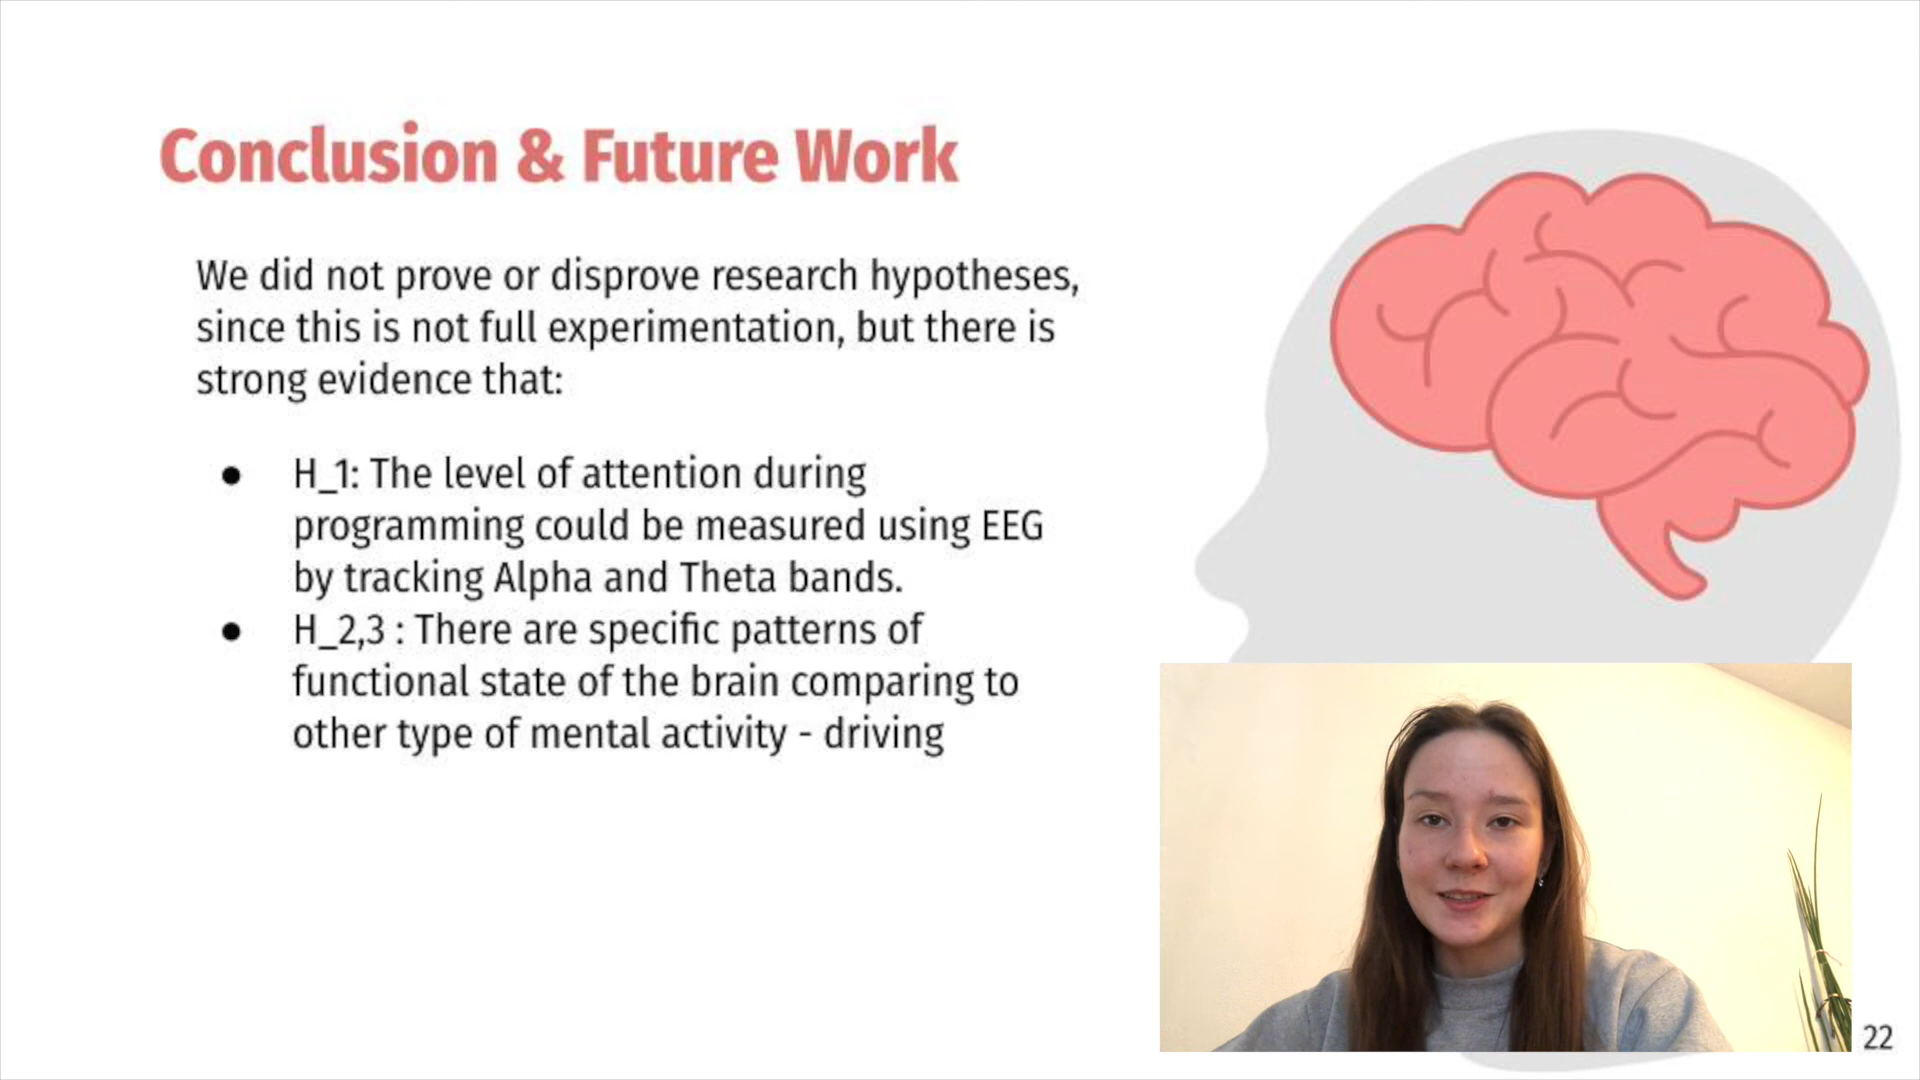 Conclusion & Future Work
We did not prove or disprove research hypotheses,
since this is not full experimentation, but there is
strong evidence that:
● H_1: The level of attention during
programming could be measured using EEG
by tracking Alpha and Theta bands.
● H_2,3 : There are specific patterns of
functional state of the brain comparing to
other type of mental activity - driving
22